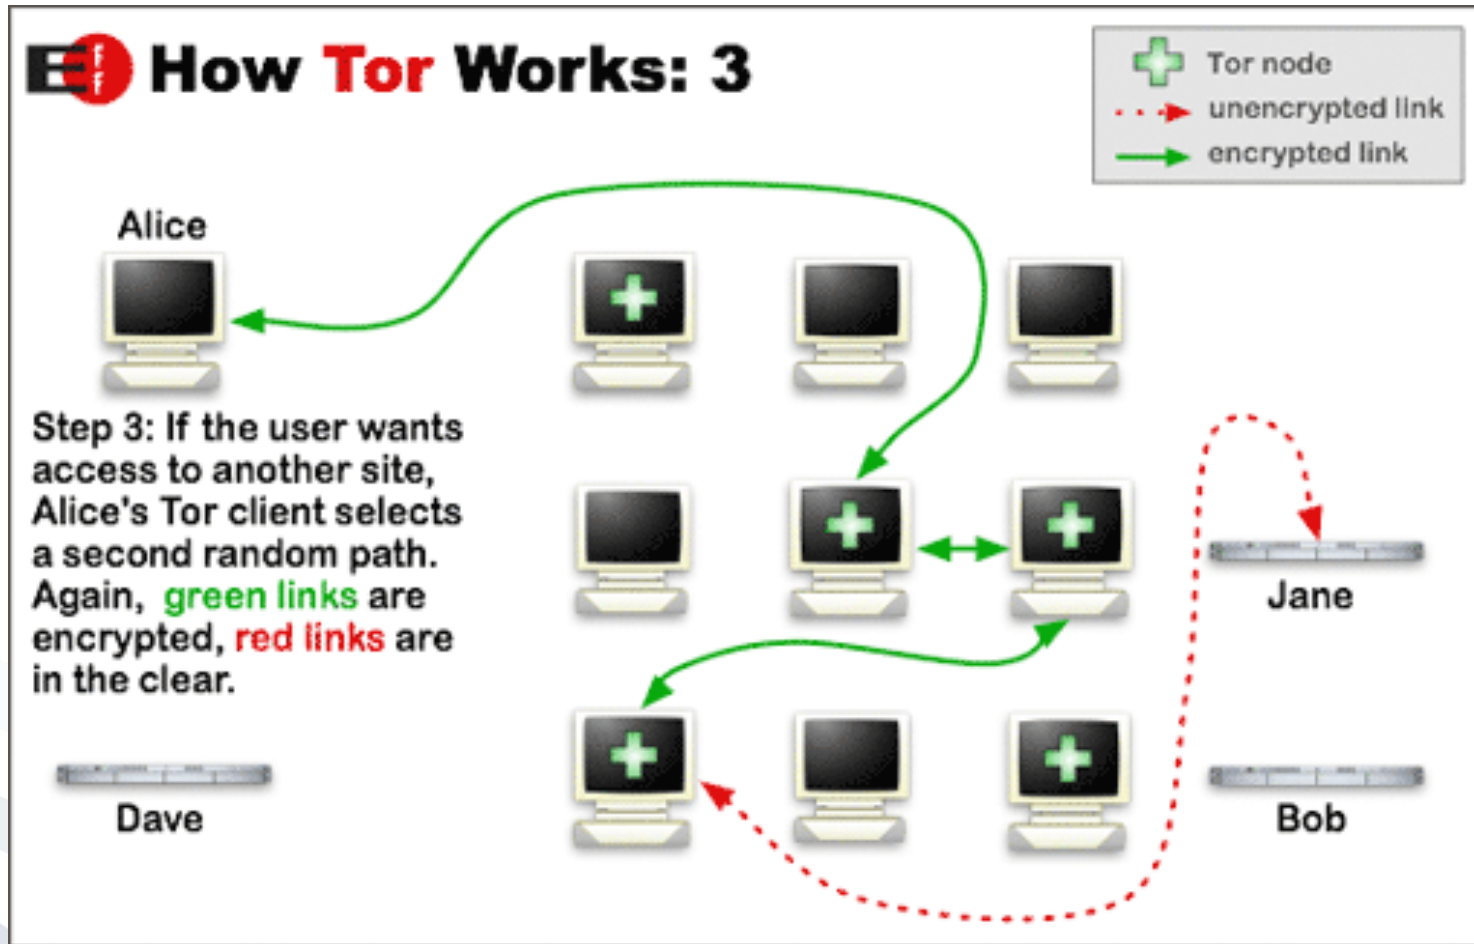 EFF How Tor Works: 3
Tor node
unencrypted link
encrypted link
Alice
Step 3: If the user wants
access to another site,
Alice's Tor client selects
a second random path.
Again, green links are
encrypted, red links are
in the clear.
Jane
Dave
Bob